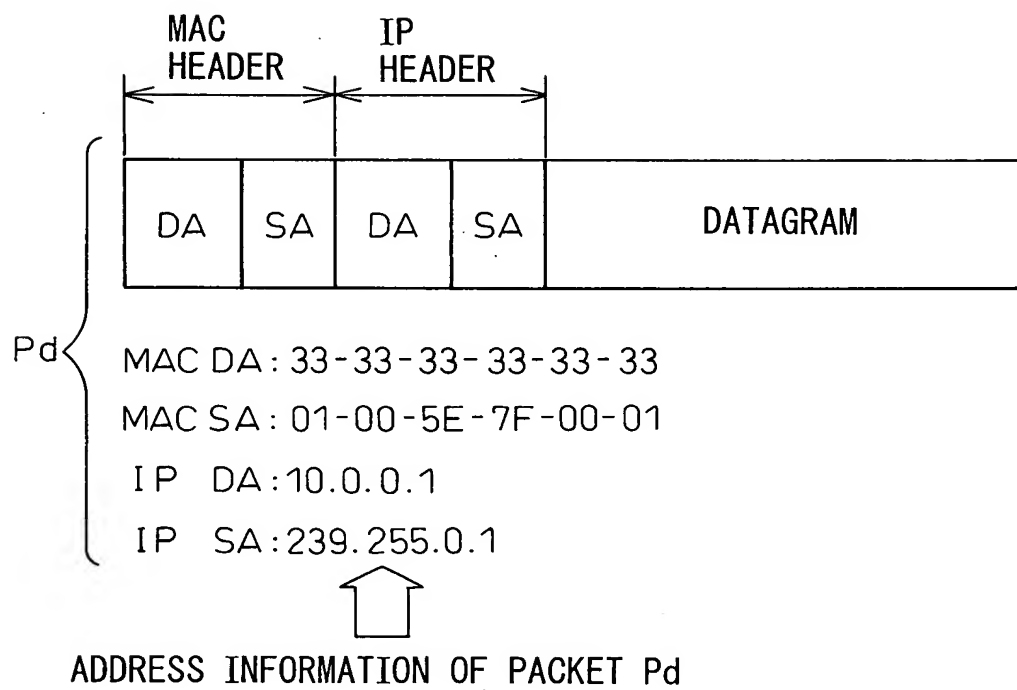 MAC HEADER
IP HEADER
DA SA DA SA DATAGRAM
Pd
MAC DA: 33-33-33-33-33-33
MAC SA: 01-00-5E-7F-00-01
IP DA: 10.0.0.1
IP SA: 239.255.0.1
ADDRESS INFORMATION OF PACKET Pd